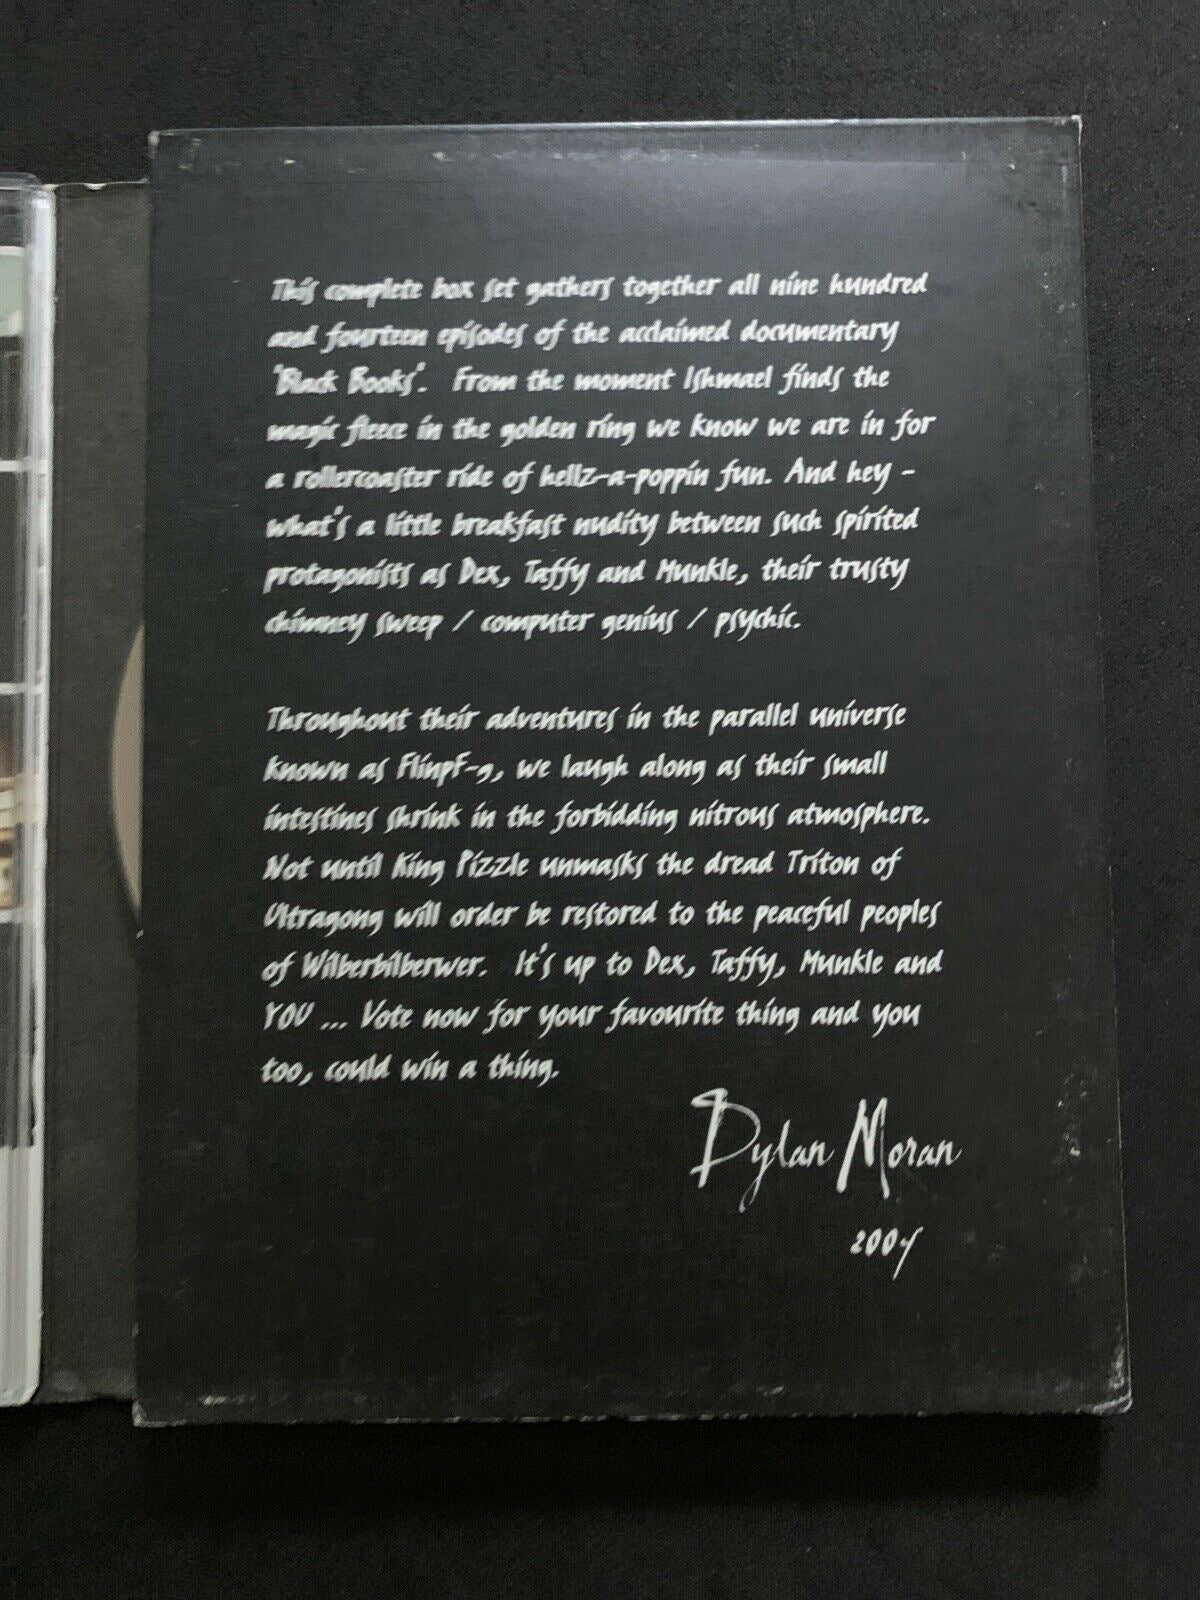 This complete box set gathers together all nine hundred
and fourteen episodes of the acclaimed documentary
'Black Books'. From the moment Ishmael finds the
magic fleece in the golden ring we know we are in for
a rollercoaster ride of hellz-a-poppin fun. And hey -
what's a little breakfast nudity between such spirited
protagonists as Dex, Taffy and Munkle, their trusty
chimney sweep / computer genius / psychic.
Throughout their adventures in the parallel universe
known as Flinpf-g, we laugh along as their small
intestines shrink in the forbidding nitrous atmosphere.
Not until King Pizzle unmasks the dread Triton of
Ultragong will order be restored to the peaceful peoples
of Wilberbilberwer. It's up to Dex, Taffy, Munkle and
YOU ... Vote now for your favourite thing and you
too, could win a thing.
Dylan Moran
2004